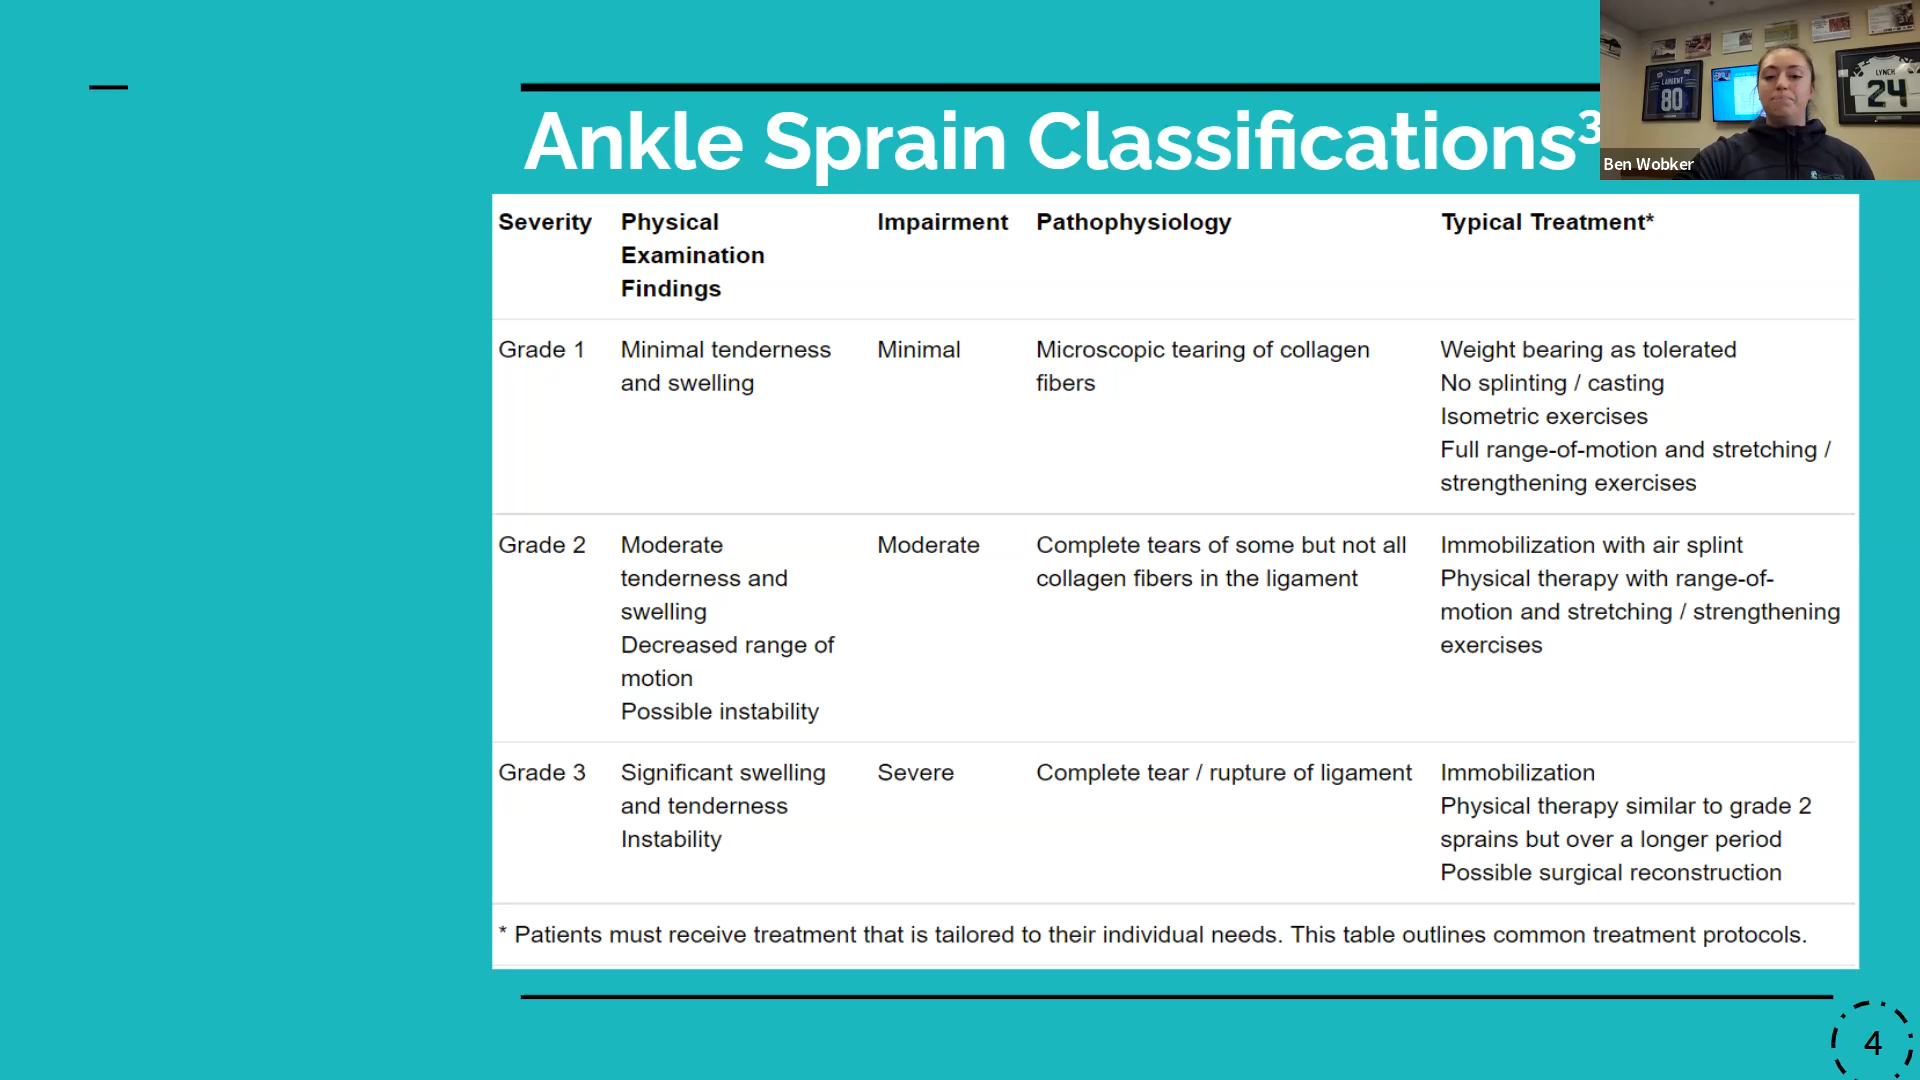 Ankle Sprain Classifications³
LARGENT
80
LYNCH
24
Ben Wobker
Severity
Physical
Examination
Findings
Impairment
Pathophysiology
Typical Treatment*
Grade 1
Minimal tenderness
and swelling
Minimal
Microscopic tearing of collagen
fibers
Weight bearing as tolerated
No splinting / casting
Isometric exercises
Full range-of-motion and stretching /
strengthening exercises
Grade 2
Moderate
tenderness and
swelling
Decreased range of
motion
Possible instability
Moderate
Complete tears of some but not all
collagen fibers in the ligament
Immobilization with air splint
Physical therapy with range-of-
motion and stretching / strengthening
exercises
Grade 3
Significant swelling
and tenderness
Instability
Severe
Complete tear / rupture of ligament
Immobilization
Physical therapy similar to grade 2
sprains but over a longer period
Possible surgical reconstruction
* Patients must receive treatment that is tailored to their individual needs. This table outlines common treatment protocols.
4